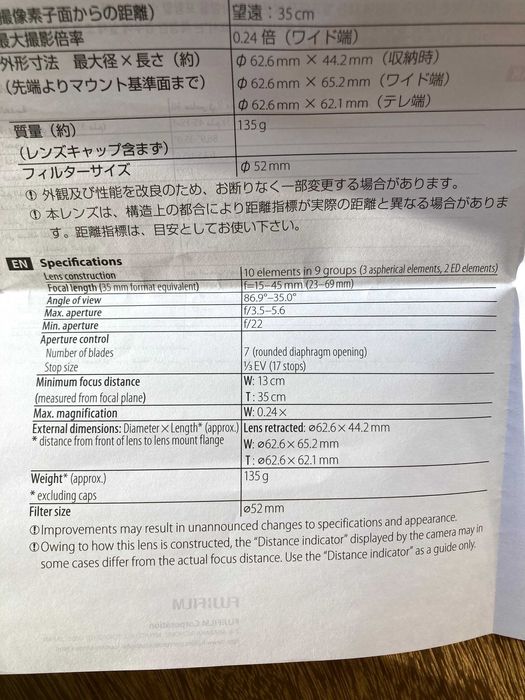 撮像素子面からの距離） 望遠：35cm
最大撮影倍率 0.24 倍（ワイド端）
外形寸法 最大径×長さ（約） φ 62.6mm × 44.2mm（収納時）
（先端よりマウント基準面まで） φ 62.6mm × 65.2mm（ワイド端）
φ 62.6mm × 62.1mm（テレ端）
質量（約） 135g
（レンズキャップ含まず）
フィルターサイズ φ 52mm
外観及び性能を改良のため、お断りなく一部変更する場合があります。
本レンズは、構造上の都合により距離指標が実際の距離と異なる場合がありま
す。距離指標は、目安としてお使い下さい。
EN Specifications
Lens construction 10 elements in 9 groups (3 aspherical elements, 2 ED elements)
Focal length (35 mm format equivalent) f=15–45 mm (23–69 mm)
Angle of view 86.9°–35.0°
Max. aperture f/3.5–5.6
Min. aperture f/22
Aperture control
Number of blades 7 (rounded diaphragm opening)
Stop size ⅓ EV (17 stops)
Minimum focus distance W: 13 cm
(measured from focal plane) T: 35 cm
Max. magnification W: 0.24×
External dimensions: Diameter×Length* (approx.) Lens retracted: ø62.6×44.2 mm
* distance from front of lens to lens mount flange W: ø62.6×65.2 mm
T: ø62.6×62.1 mm
Weight* (approx.) 135 g
* excluding caps
Filter size ø52 mm
Improvements may result in unannounced changes to specifications and appearance.
Owing to how this lens is constructed, the “Distance indicator” displayed by the camera may in
some cases differ from the actual focus distance. Use the “Distance indicator” as a guide only.
FUJIFILM
FUJIFILM Corporation